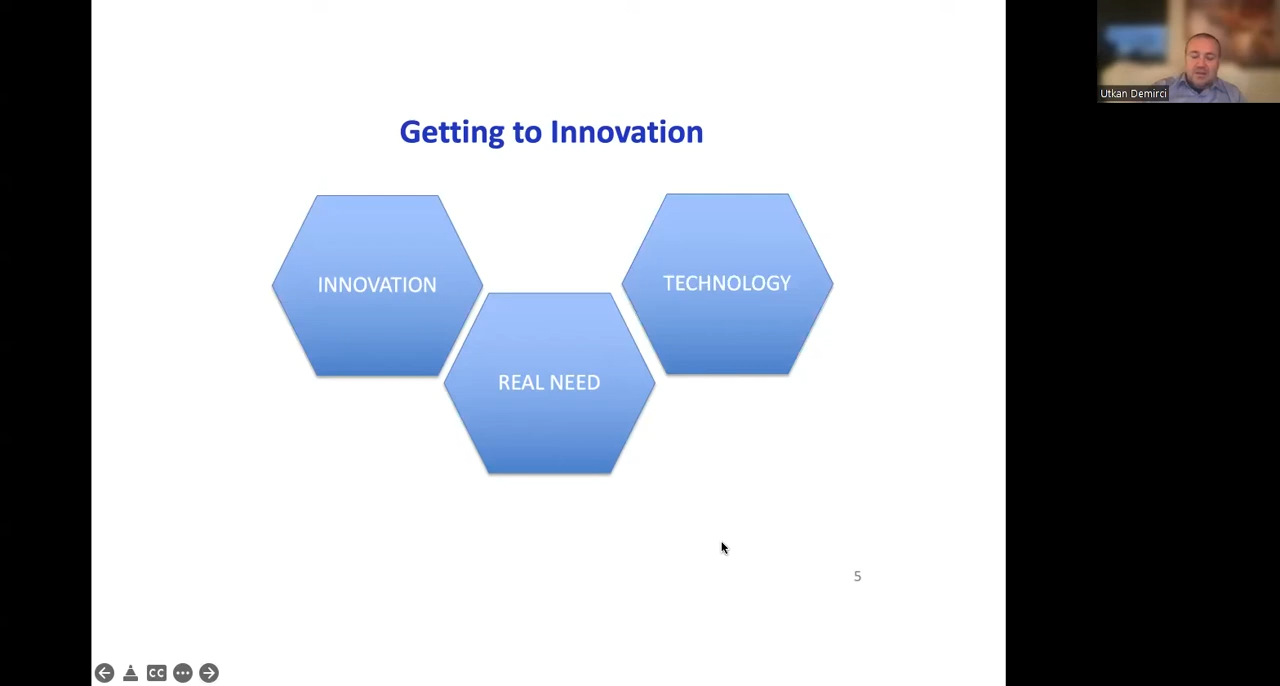 Utkan Demirci
Getting to Innovation
INNOVATION
TECHNOLOGY
REAL NEED
5
CC